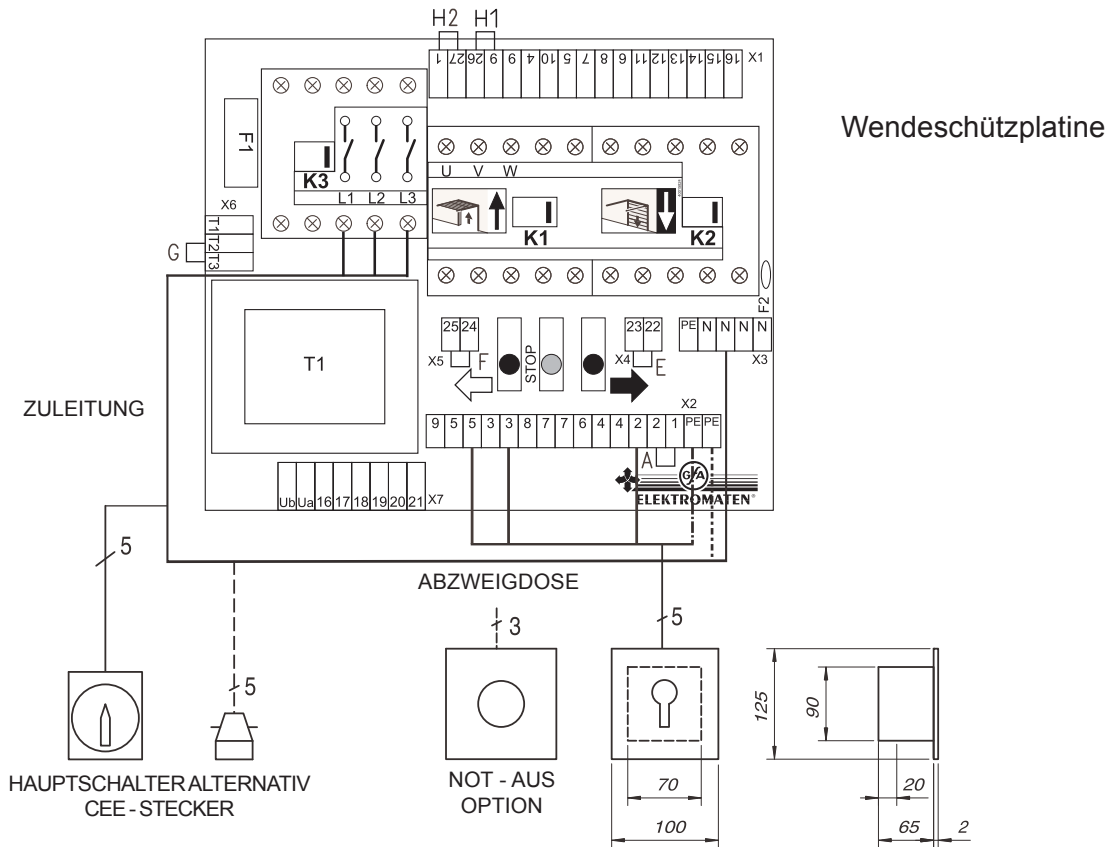 H2 H1
1 27 26 9 9 4 10 5 7 8 6 11 12 13 14 15 16 X1
Wendeschützplatine
F1
K3
L1 L2 L3
U V W
K1
K2
X6
T1 T2 T3
G
F2
T1
25 24
X5
F
STOP
23 22
X4
E
PE N N N N
X3
ZULEITUNG
X2
9 5 5 3 3 8 7 7 6 4 4 2 2 1 PE PE
A
GfA
ELEKTROMATEN®
Ub Ua 16 17 18 19 20 21 X7
5
ABZWEIGDOSE
3
5
5
125
90
HAUPTSCHALTER ALTERNATIV
CEE - STECKER
NOT - AUS
OPTION
70
100
20
65 2